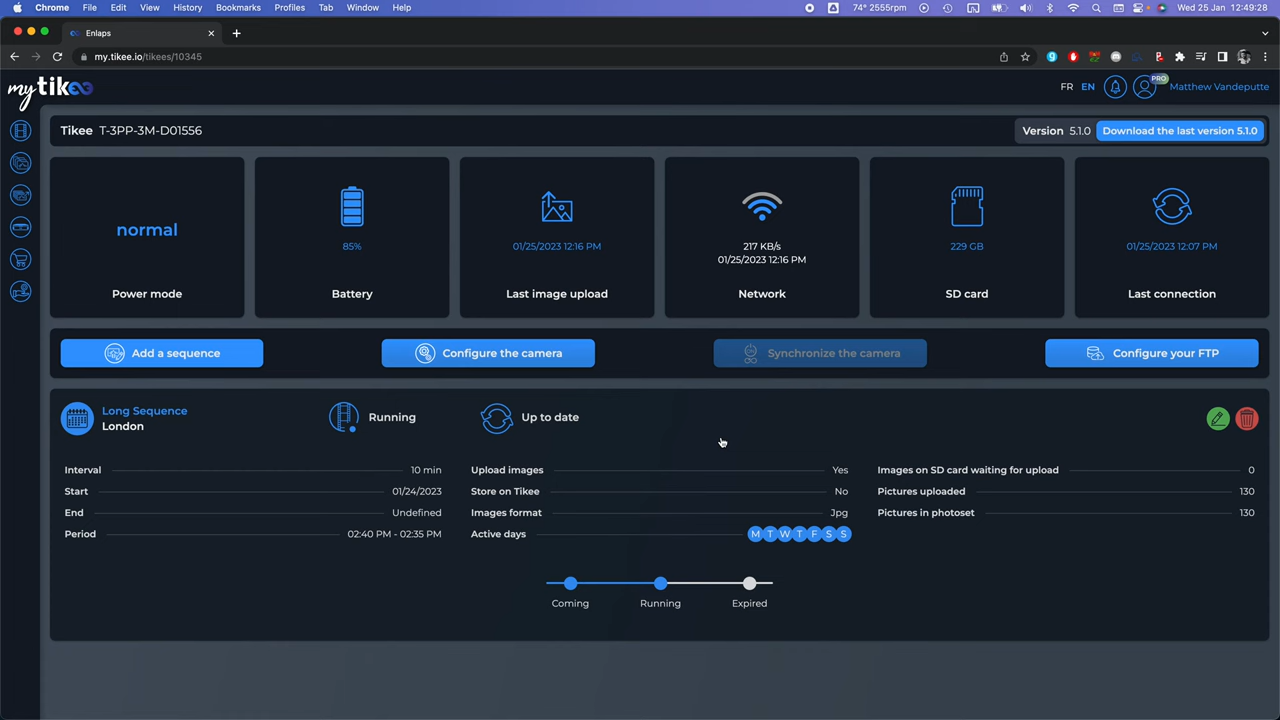 Chrome File Edit View History Bookmarks Profiles Tab Window Help 74° 2555rpm Wed 25 Jan 12:49:28
Enlaps
my.tikee.io/tikees/10345
my tikee FR EN PRO Matthew Vandeputte
Tikee T-3PP-3M-D01556 Version 5.1.0 Download the last version 5.1.0
normal
Power mode
85%
Battery
01/25/2023 12:16 PM
Last image upload
217 KB/s
01/25/2023 12:16 PM
Network
229 GB
SD card
01/25/2023 12:07 PM
Last connection
Add a sequence Configure the camera Synchronize the camera Configure your FTP
Long Sequence
London
Running
Up to date
Interval 10 min
Start 01/24/2023
End Undefined
Period 02:40 PM - 02:35 PM
Upload images Yes
Store on Tikee No
Images format Jpg
Active days M T W T F S S
Images on SD card waiting for upload 0
Pictures uploaded 130
Pictures in photoset 130
Coming Running Expired